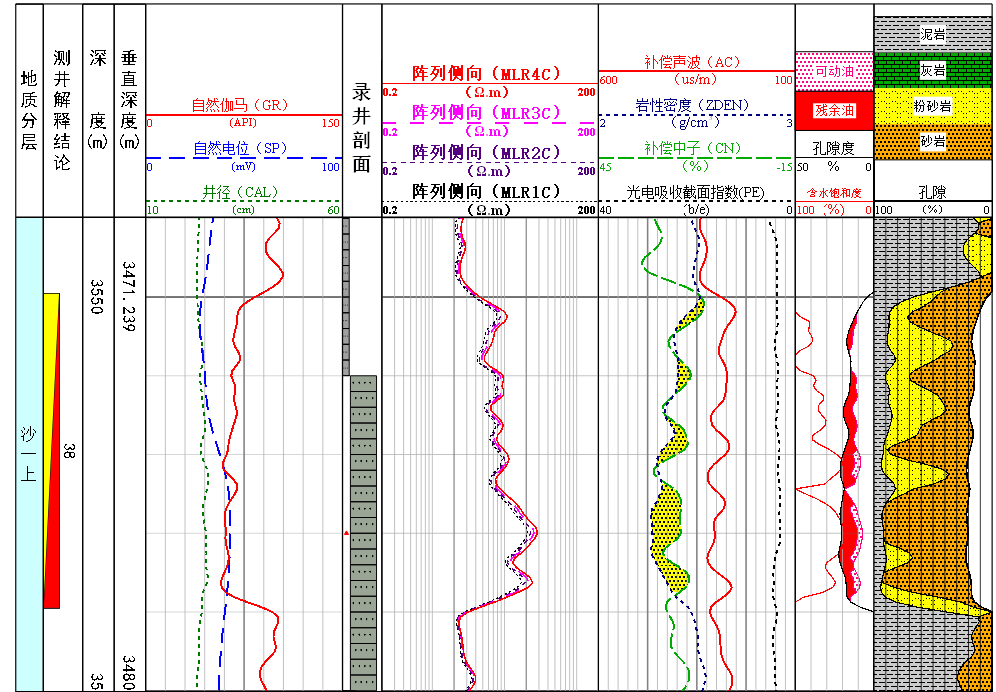 地质分层
测井解释结论
深 度(m)
垂直深度(m)
自然伽马(GR)
0 (API) 150
自然电位(SP)
0 (mV) 100
井径(CAL)
10 (cm) 60
录井剖面
阵列侧向(MLR4C)
0.2 (Ω.m) 200
阵列侧向(MLR3C)
0.2 (Ω.m) 200
阵列侧向(MLR2C)
0.2 (Ω.m) 200
阵列侧向(MLR1C)
0.2 (Ω.m) 200
补偿声波(AC)
600 (us/m) 100
岩性密度(ZDEN)
2 (g/cm) 3
补偿中子(CN)
45 (%) -15
光电吸收截面指数(PE)
40 (b/e) 0
可动油
残余油
孔隙度
50 (%) 0
含水饱和度
100 (%) 0
泥岩
灰岩
粉砂岩
砂岩
孔隙
100 (%) 0
沙一上
38
3550
35
3471.239
3480